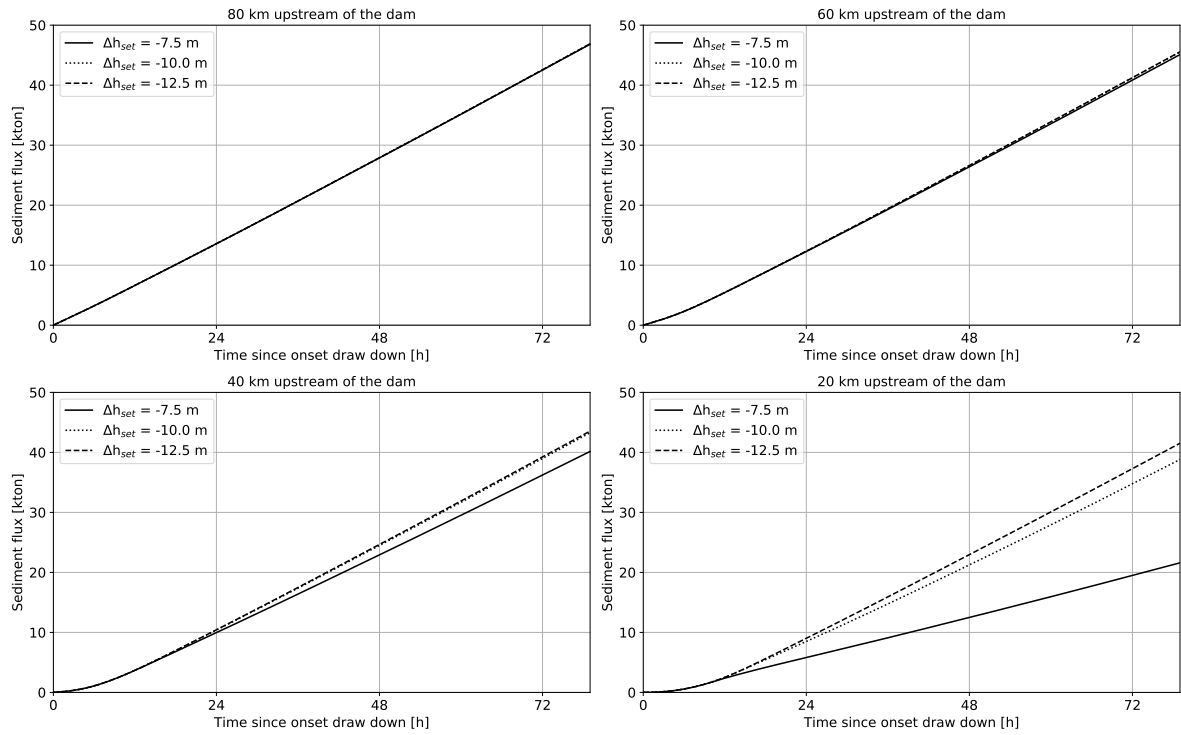 80 km upstream of the dam
50
40
30
20
10
0
Sediment flux [kton]
Δh_set = -7.5 m
Δh_set = -10.0 m
Δh_set = -12.5 m
0 24 48 72
Time since onset draw down [h]
60 km upstream of the dam
50
40
30
20
10
0
Sediment flux [kton]
Δh_set = -7.5 m
Δh_set = -10.0 m
Δh_set = -12.5 m
0 24 48 72
Time since onset draw down [h]
40 km upstream of the dam
50
40
30
20
10
0
Sediment flux [kton]
Δh_set = -7.5 m
Δh_set = -10.0 m
Δh_set = -12.5 m
0 24 48 72
Time since onset draw down [h]
20 km upstream of the dam
50
40
30
20
10
0
Sediment flux [kton]
Δh_set = -7.5 m
Δh_set = -10.0 m
Δh_set = -12.5 m
0 24 48 72
Time since onset draw down [h]